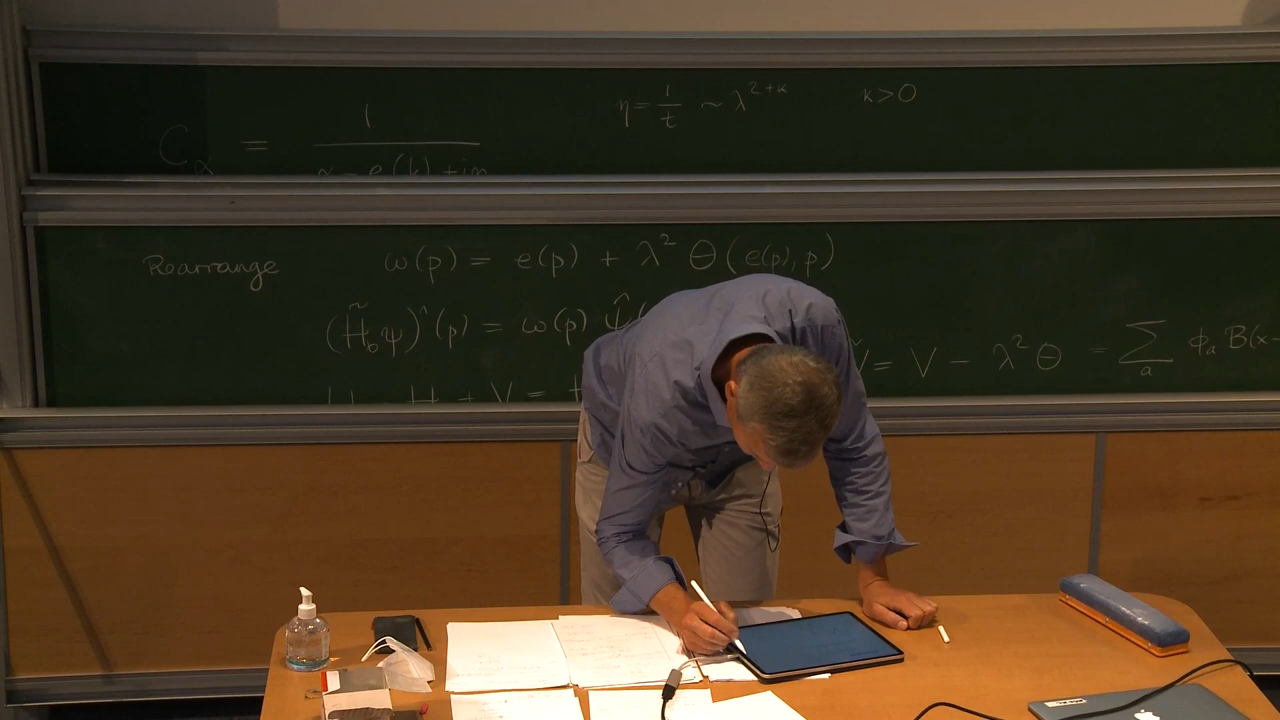 η = 1/t ~ λ^{2+κ} κ>0
C_α = 1 / (α - e(k) + iη
Rearrange ω(p) = e(p) + λ² Θ(e(p), p)
(H̃₀ψ)^(p) = ω(p) ψ̂( Ṽ = V - λ²Θ = Σ_a ϕ_a B(x-
H H + V =